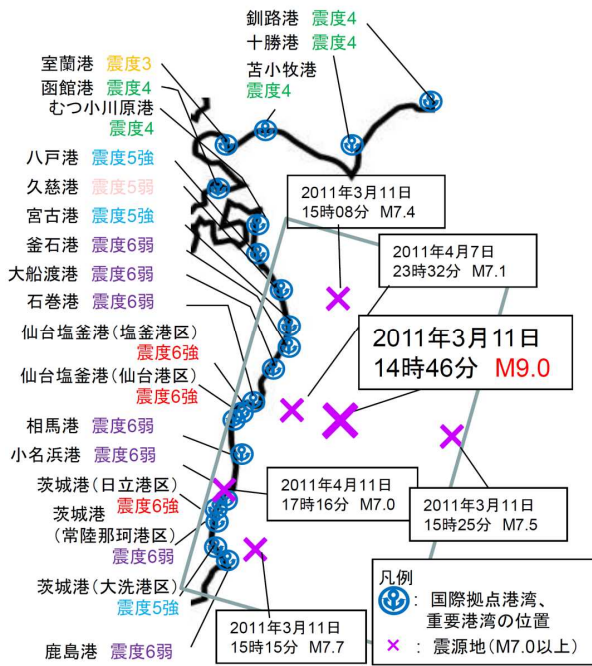 釧路港 震度4
十勝港 震度4
苫小牧港
震度4
室蘭港 震度3
函館港 震度4
むつ小川原港
震度4
八戸港 震度5強
久慈港 震度5弱
宮古港 震度5強
釜石港 震度6弱
大船渡港 震度6弱
石巻港 震度6弱
仙台塩釜港(塩釜港区)
震度6強
仙台塩釜港(仙台港区)
震度6強
相馬港 震度6弱
小名浜港 震度6弱
茨城港(日立港区)
震度6強
茨城港
(常陸那珂港区)
震度6弱
茨城港(大洗港区)
震度5強
鹿島港 震度6弱
2011年3月11日
15時08分 M7.4
2011年4月7日
23時32分 M7.1
2011年3月11日
14時46分 M9.0
2011年4月11日
17時16分 M7.0
2011年3月11日
15時25分 M7.5
2011年3月11日
15時15分 M7.7
凡例
: 国際拠点港湾、
重要港湾の位置
: 震源地(M7.0以上)